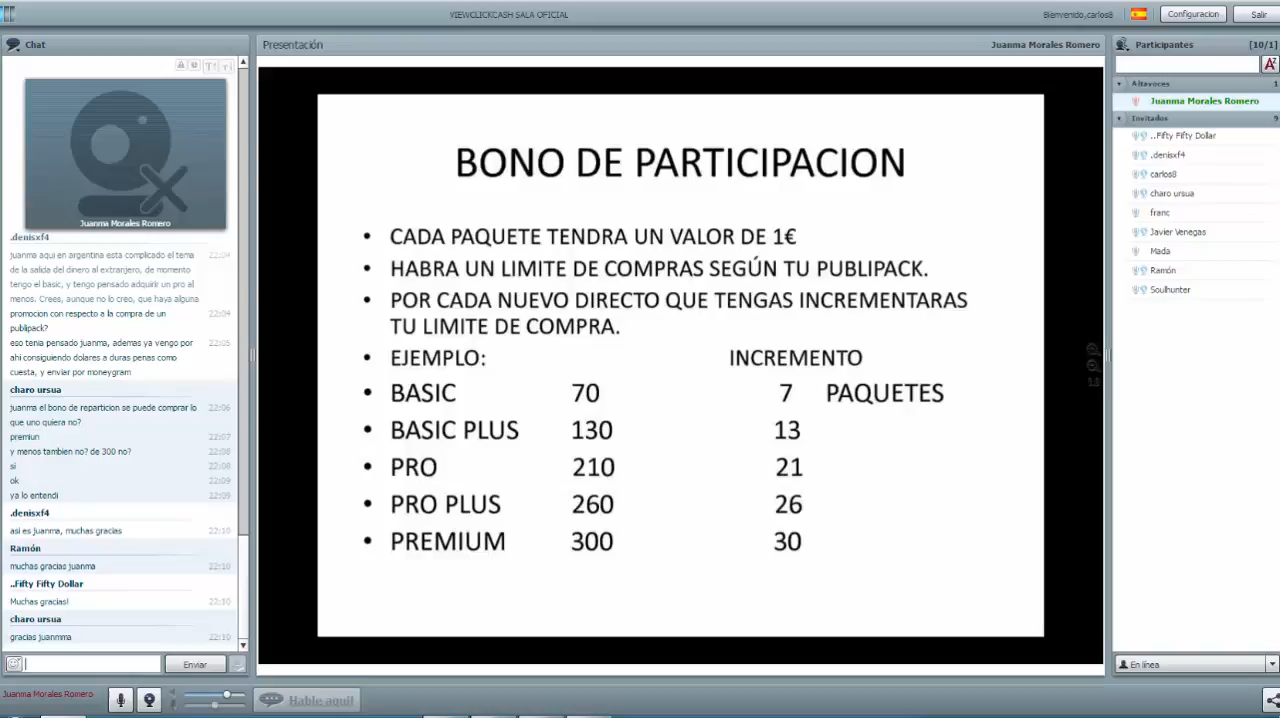 VIEWCLICKCASH SALA OFICIAL
Bienvenido,carlos8
Configuracion
Salir
Chat
Juanma Morales Romero
.denisxf4
juanma aqui en argentina esta complicado el tema 22:04
de la salida del dinero al extranjero, de momento
tengo el basic, y tengo pensado adquirir un pro al
menos. Crees, aunque no lo creo, que haya alguna
promocion con respecto a la compra de un 22:04
publipack?
eso tenia pensado juanma, ademas ya vengo por 22:05
ahi consiguiendo dolares a duras penas como
cuesta, y enviar por moneygram
charo ursua
juanma el bono de reparticion se puede comprar lo 22:06
que uno quiera no?
premiun 22:07
y menos tambien no? de 300 no? 22:08
si 22:08
ok 22:09
ya lo entendi 22:09
.denisxf4
asi es juanma, muchas gracias 22:10
Ramón
muchas gracias juanma 22:10
..Fifty Fifty Dollar
Muchas gracias! 22:10
charo ursua
gracias juanmma 22:10
Enviar
Juanma Morales Romero
Hable aquí!
Presentación
Juanma Morales Romero
BONO DE PARTICIPACION
• CADA PAQUETE TENDRA UN VALOR DE 1€
• HABRA UN LIMITE DE COMPRAS SEGÚN TU PUBLIPACK.
• POR CADA NUEVO DIRECTO QUE TENGAS INCREMENTARAS
TU LIMITE DE COMPRA.
• EJEMPLO: INCREMENTO
• BASIC 70 7 PAQUETES
• BASIC PLUS 130 13
• PRO 210 21
• PRO PLUS 260 26
• PREMIUM 300 30
Participantes [10/1]
Altavoces 1
Juanma Morales Romero
Invitados 9
..Fifty Fifty Dollar
.denisxf4
carlos8
charo ursua
franc
Javier Venegas
Mada
Ramón
Soulhunter
En línea